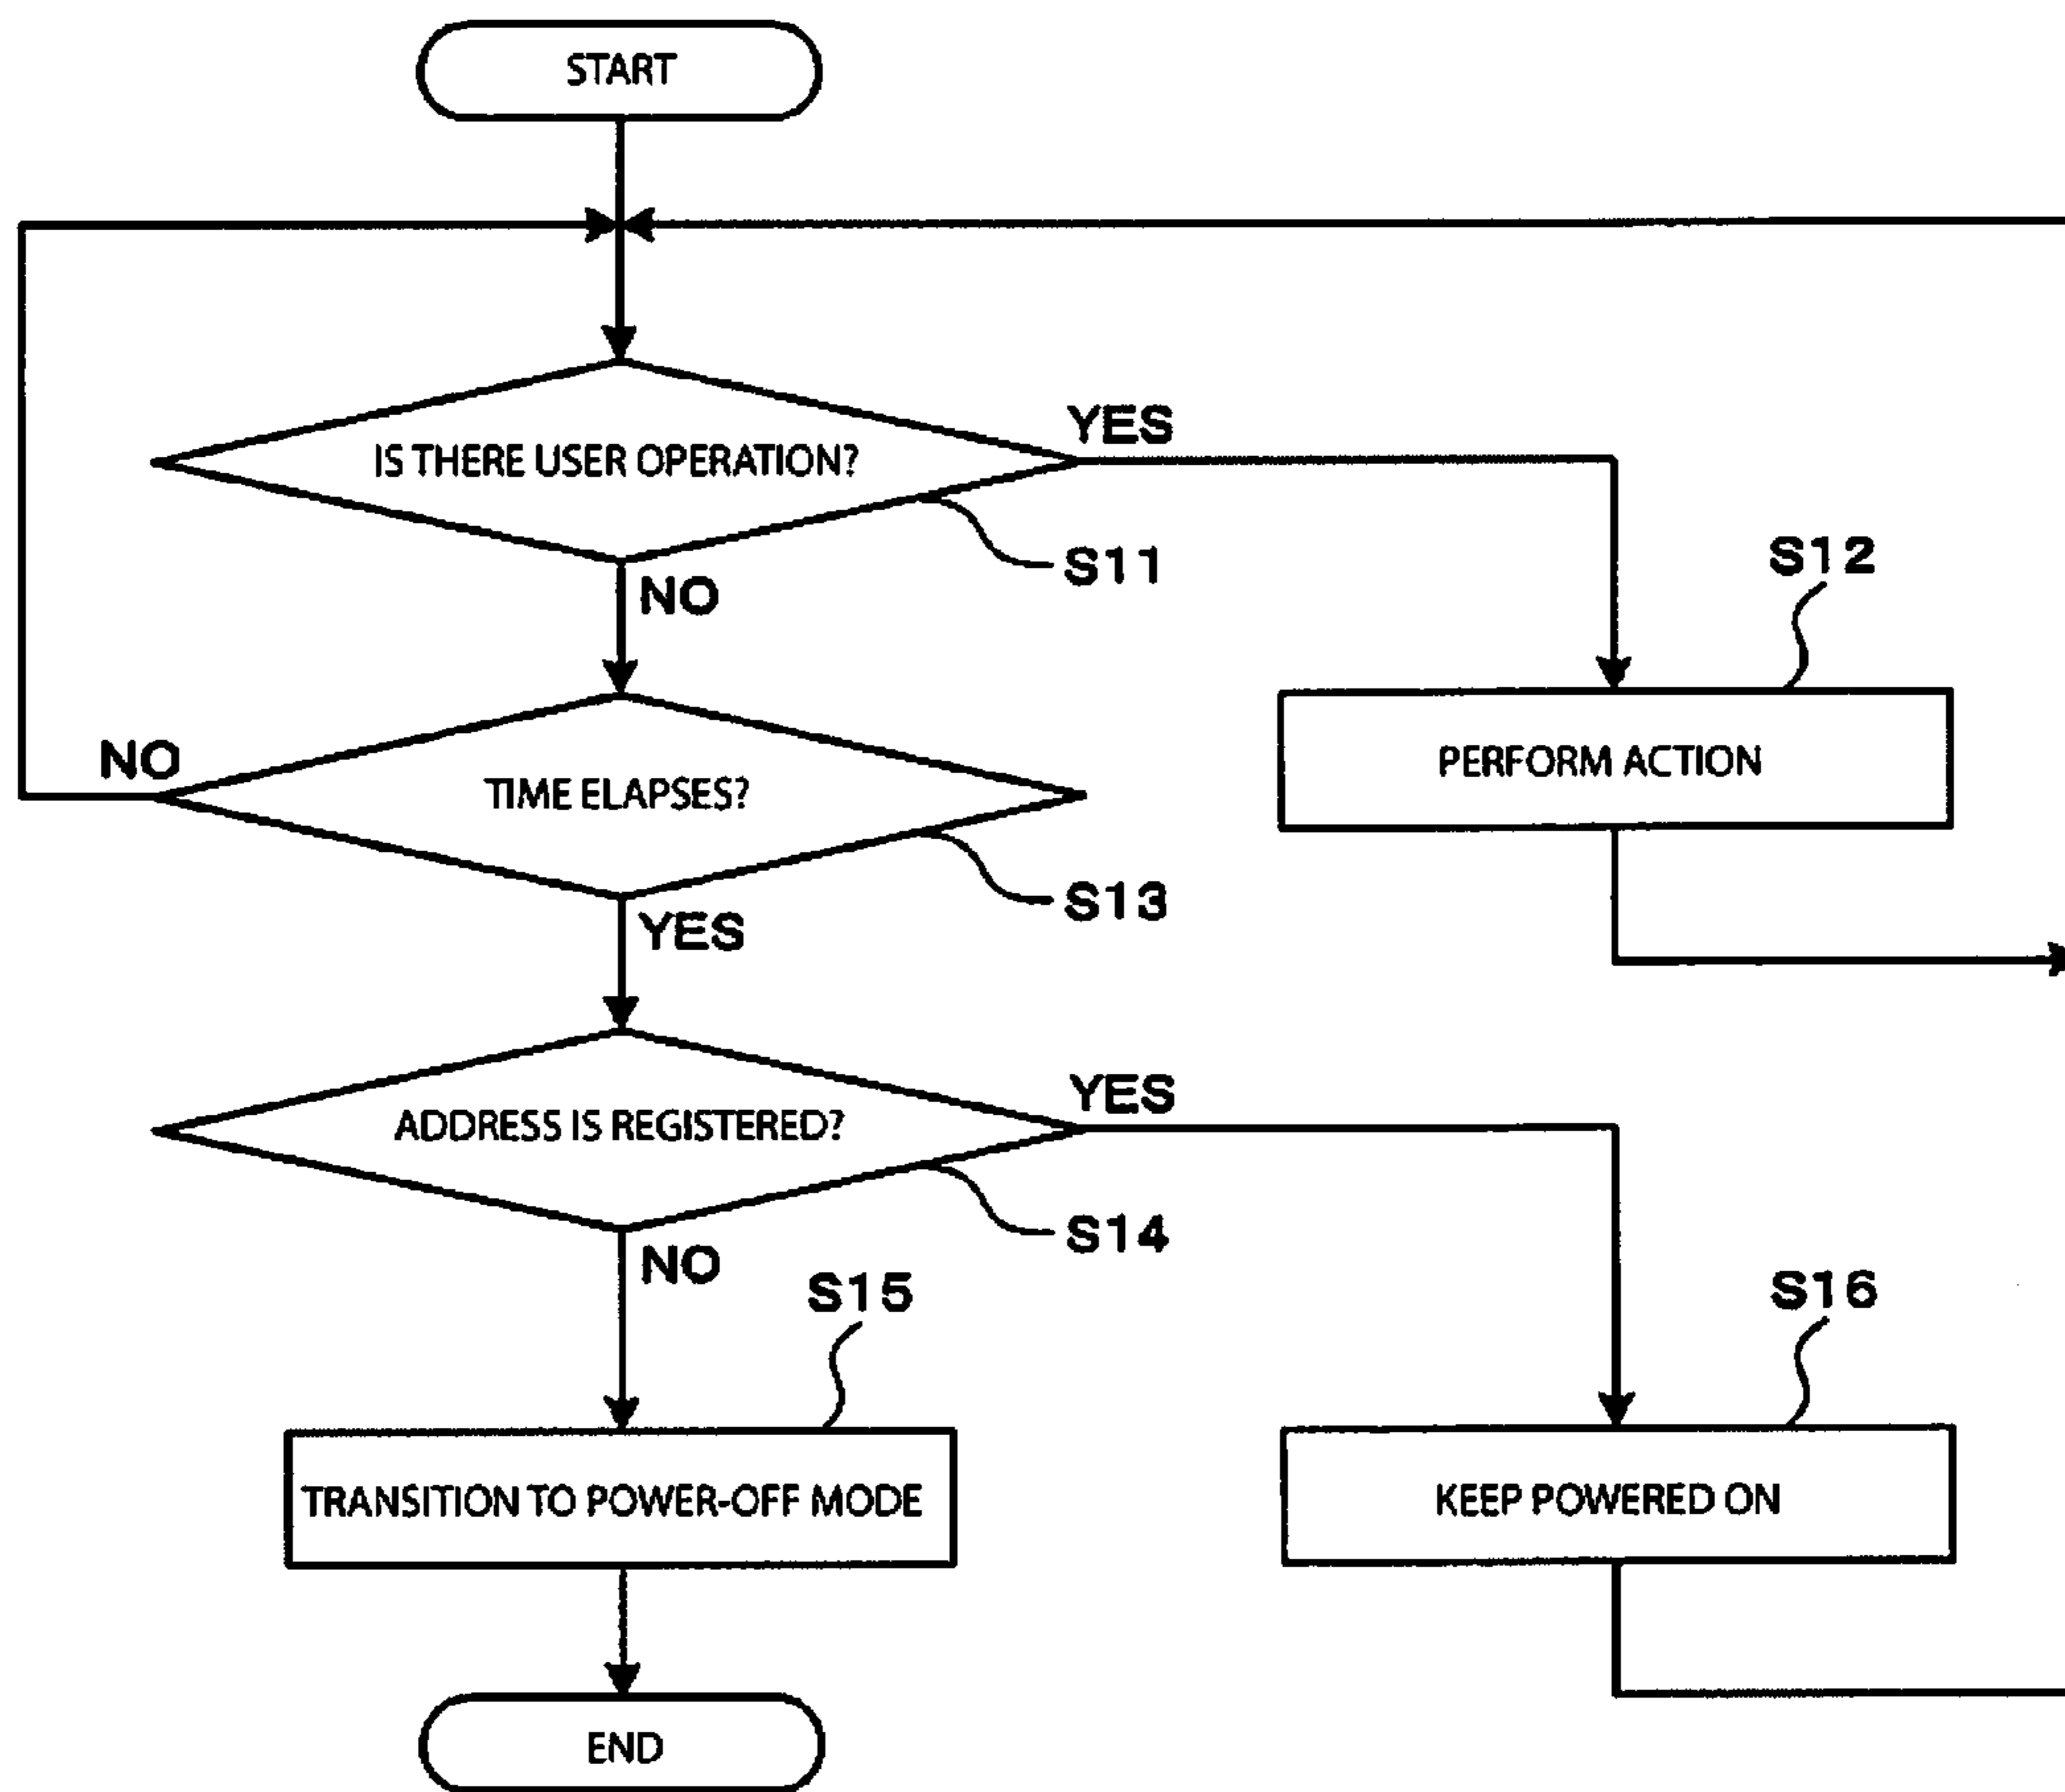 START
IS THERE USER OPERATION?
YES
S11
NO
S12
PERFORM ACTION
TIME ELAPSES?
NO
S13
YES
ADDRESS IS REGISTERED?
YES
S14
NO
S15
TRANSITION TO POWER-OFF MODE
S16
KEEP POWERED ON
END